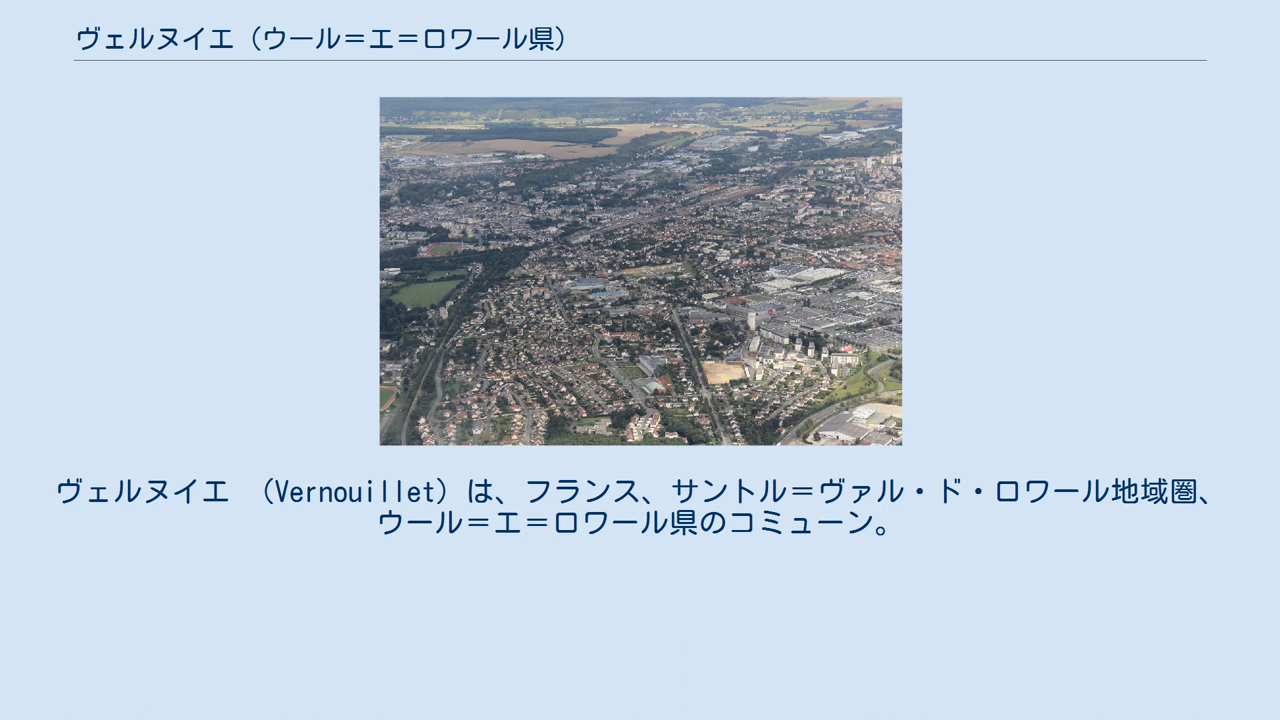 ヴェルヌイエ（ウール＝エ＝ロワール県）
ヴェルヌイエ （Vernouillet）は、フランス、サントル＝ヴァル・ド・ロワール地域圏、
ウール＝エ＝ロワール県のコミューン。